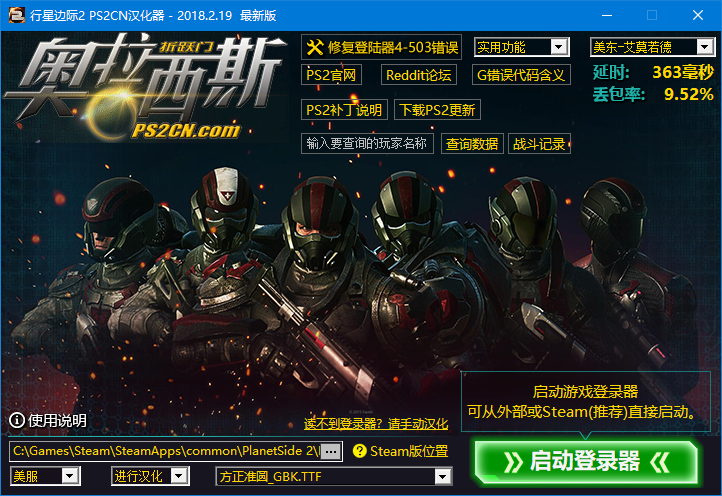 行星边际2 PS2CN汉化器 - 2018.2.19 最新版
奥拉西斯
折跃门
PS2CN.com
修复登陆器4-503错误
实用功能
美东-艾莫若德
PS2官网
Reddit论坛
G错误代码含义
延时: 363毫秒
丢包率: 9.52%
PS2补丁说明
下载PS2更新
输入要查询的玩家名称
查询数据
战斗记录
启动游戏登录器
可从外部或Steam(推荐)直接启动。
使用说明
读不到登录器？请手动汉化
C:\Games\Steam\SteamApps\common\PlanetSide 2\
...
Steam版位置
启动登录器
美服
进行汉化
方正准圆_GBK.TTF